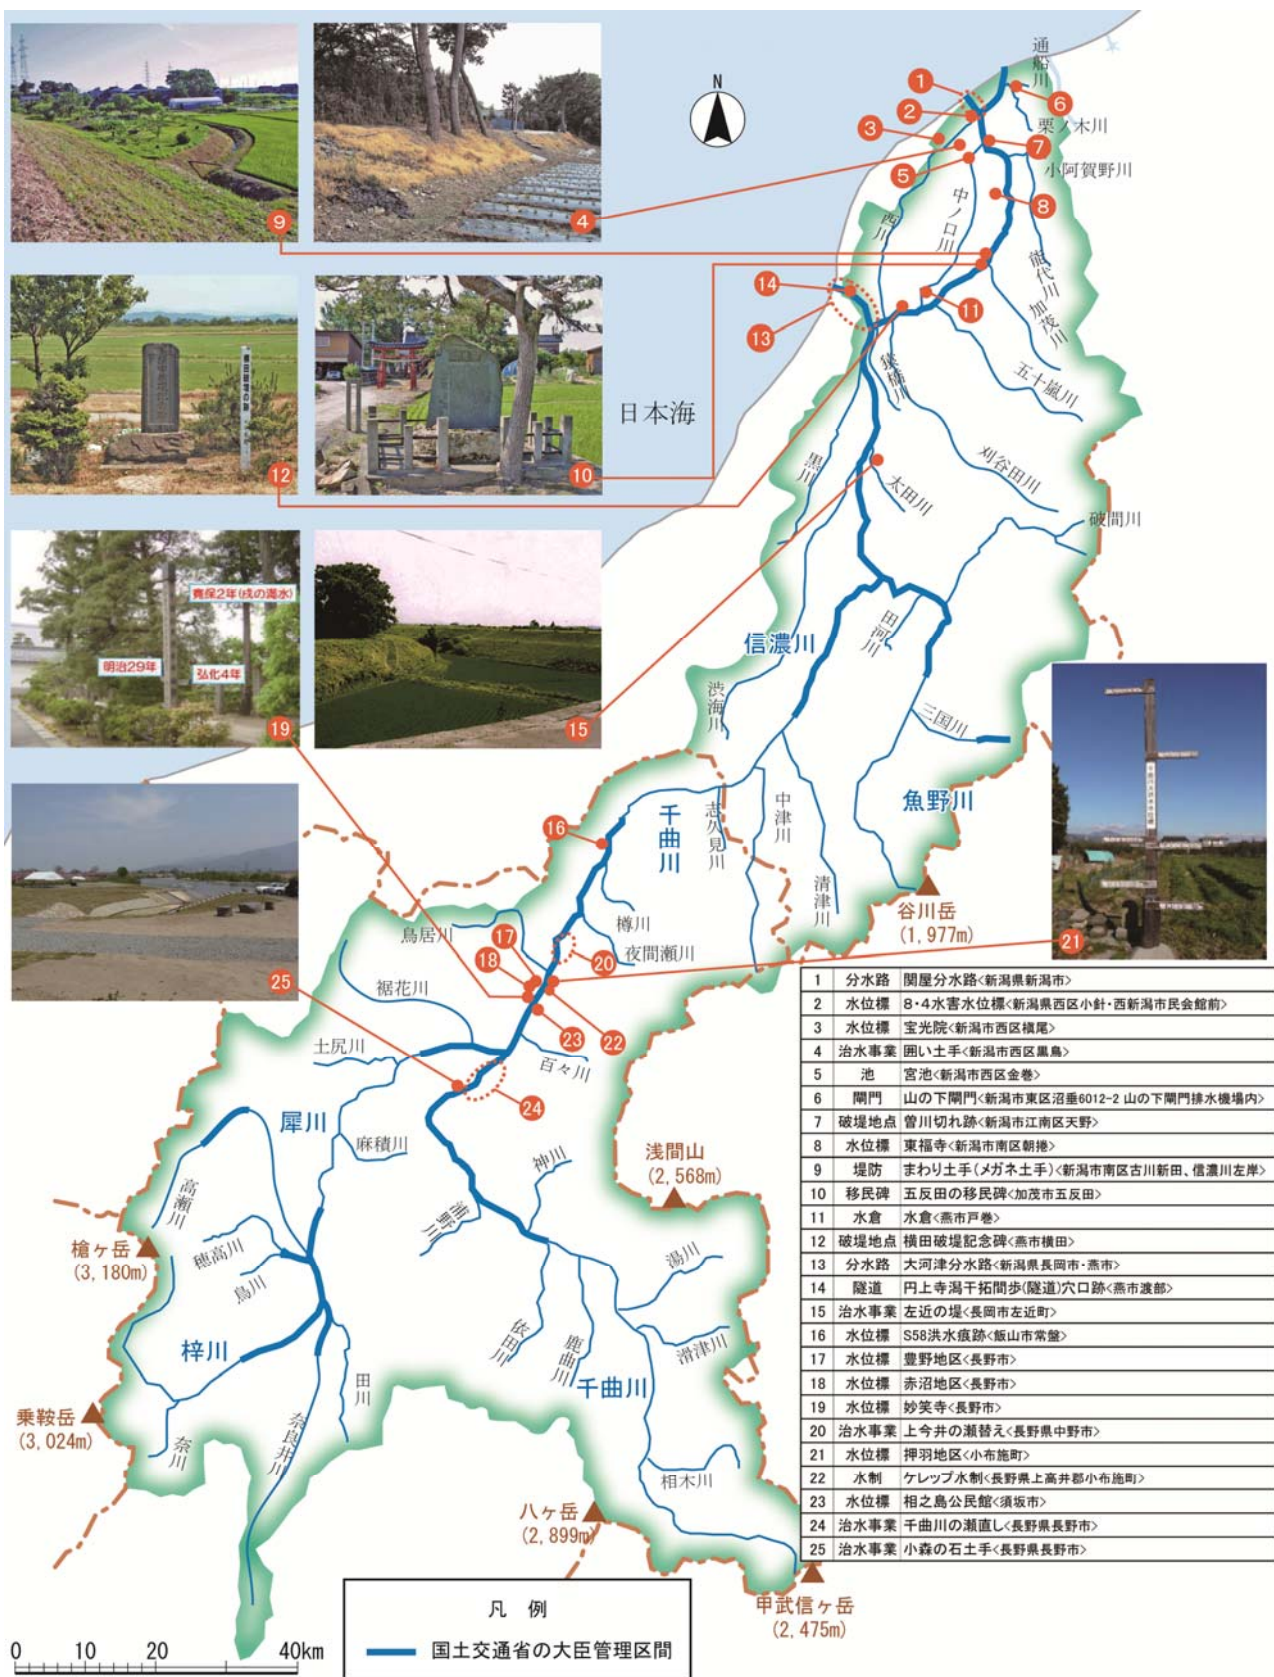 N
通船川
栗ノ木川
小阿賀野川
1
2
3
4
5
6
7
8
9
10
11
12
13
14
15
西川
中ノ口川
能代川
加茂川
五十嵐川
猿橋川
刈谷田川
黒川
太田川
破間川
日本海
田河川
信濃川
渋海川
三国川
魚野川
寛保2年(戌の満水)
明治29年
弘化4年
19
21
千曲川
志久見川
中津川
清津川
谷川岳
(1,977m)
16
樽川
鳥居川
夜間瀬川
17
18
20
22
23
24
25
裾花川
土尻川
百々川
犀川
麻績川
高瀬川
穂高川
烏川
槍ヶ岳
(3,180m)
梓川
乗鞍岳
(3,024m)
奈川
奈良井川
田川
神川
浦野川
浅間山
(2,568m)
湯川
滑津川
依田川
鹿曲川
千曲川
相木川
八ヶ岳
(2,899m)
甲武信ヶ岳
(2,475m)
1 分水路 関屋分水路<新潟県新潟市>
2 水位標 8・4水害水位標<新潟県西区小針・西新潟市民会館前>
3 水位標 宝光院<新潟市西区槇尾>
4 治水事業 囲い土手<新潟市西区黒鳥>
5 池 宮池<新潟市西区金巻>
6 閘門 山の下閘門<新潟市東区沼垂6012-2 山の下閘門排水機場内>
7 破堤地点 曽川切れ跡<新潟市江南区天野>
8 水位標 東福寺<新潟市南区朝捲>
9 堤防 まわり土手(メガネ土手)<新潟市南区古川新田、信濃川左岸>
10 移民碑 五反田の移民碑<加茂市五反田>
11 水倉 水倉<燕市戸巻>
12 破堤地点 横田破堤記念碑<燕市横田>
13 分水路 大河津分水路<新潟県長岡市・燕市>
14 隧道 円上寺潟干拓間歩(隧道)穴口跡<燕市渡部>
15 治水事業 左近の堤<長岡市左近町>
16 水位標 S58洪水痕跡<飯山市常盤>
17 水位標 豊野地区<長野市>
18 水位標 赤沼地区<長野市>
19 水位標 妙笑寺<長野市>
20 治水事業 上今井の瀬替え<長野県中野市>
21 水位標 押羽地区<小布施町>
22 水制 ケレップ水制<長野県上高井郡小布施町>
23 水位標 相之島公民館<須坂市>
24 治水事業 千曲川の瀬直し<長野県長野市>
25 治水事業 小森の石土手<長野県長野市>
凡 例
国土交通省の大臣管理区間
0 10 20 40km